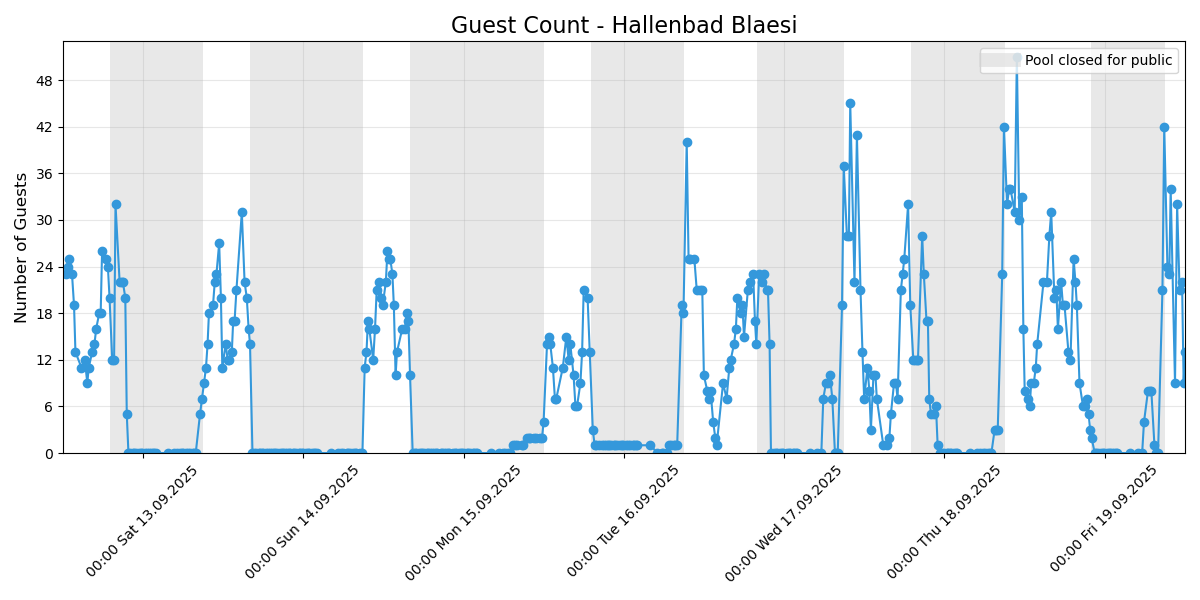 Guest Count - Hallenbad Blaesi
Pool closed for public
Number of Guests
48
42
36
30
24
18
12
6
0
00:00 Sat 13.09.2025
00:00 Sun 14.09.2025
00:00 Mon 15.09.2025
00:00 Tue 16.09.2025
00:00 Wed 17.09.2025
00:00 Thu 18.09.2025
00:00 Fri 19.09.2025